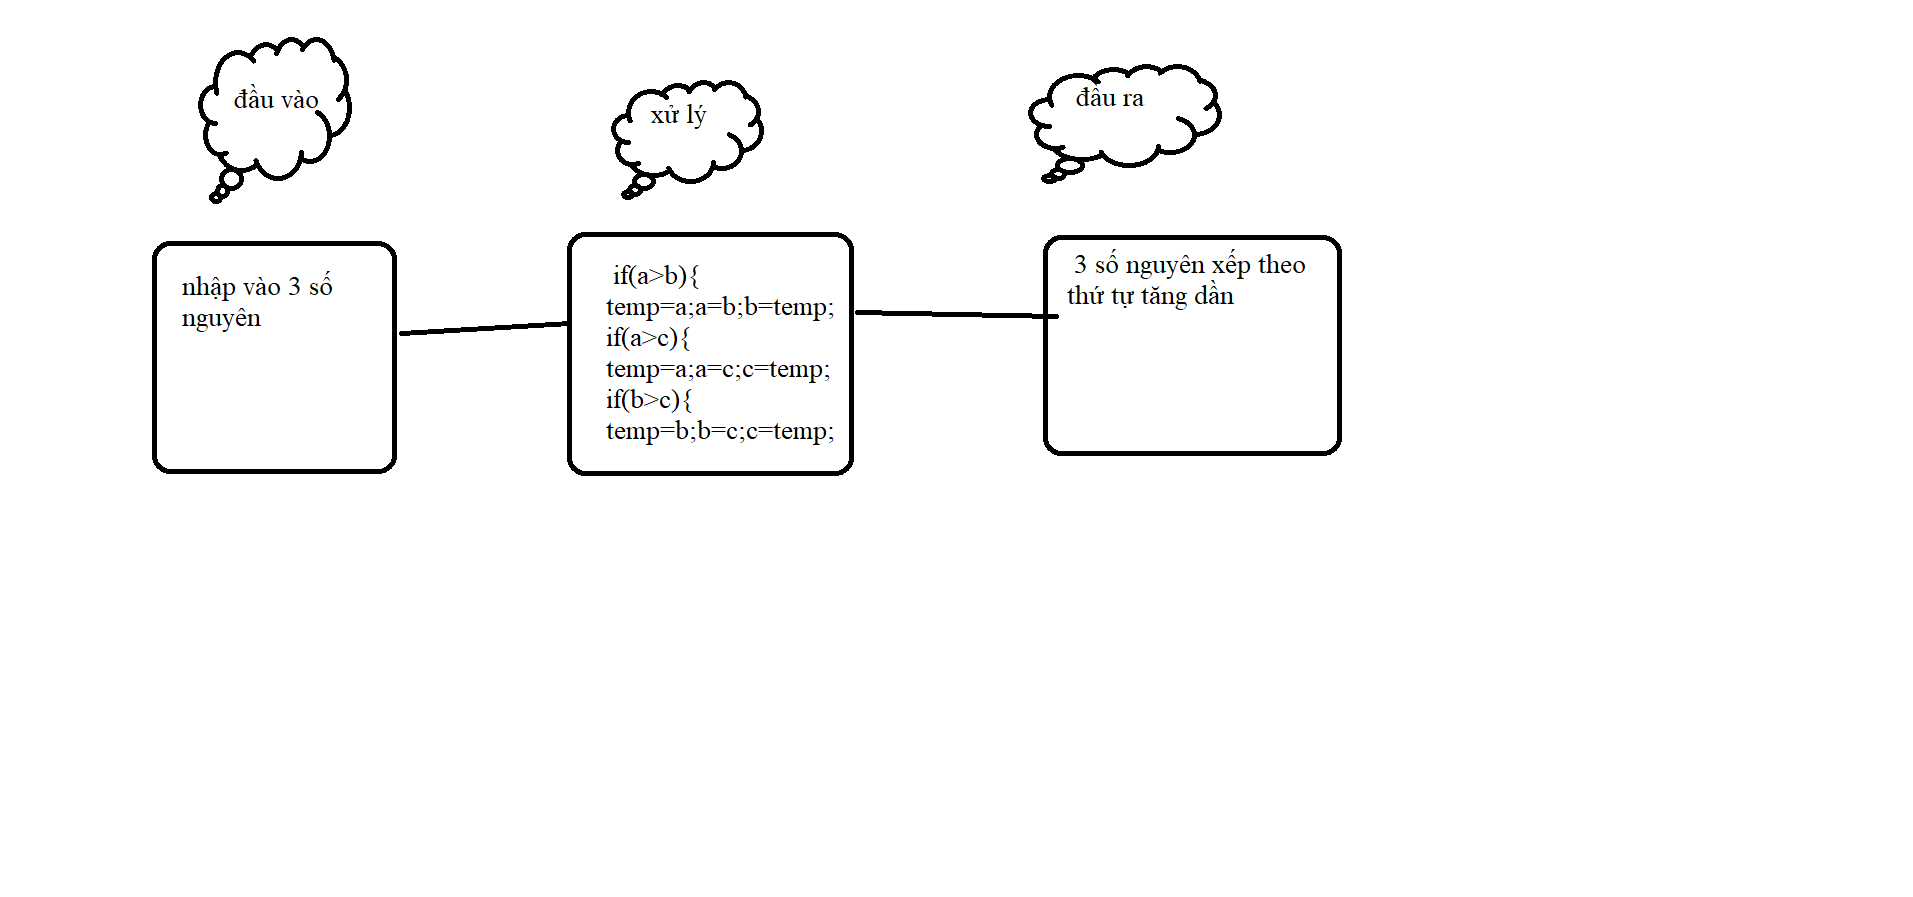 đầu vào
xử lý
đầu ra
nhập vào 3 số
nguyên
if(a>b){
temp=a;a=b;b=temp;
if(a>c){
temp=a;a=c;c=temp;
if(b>c){
temp=b;b=c;c=temp;
3 số nguyên xếp theo
thứ tự tăng dần